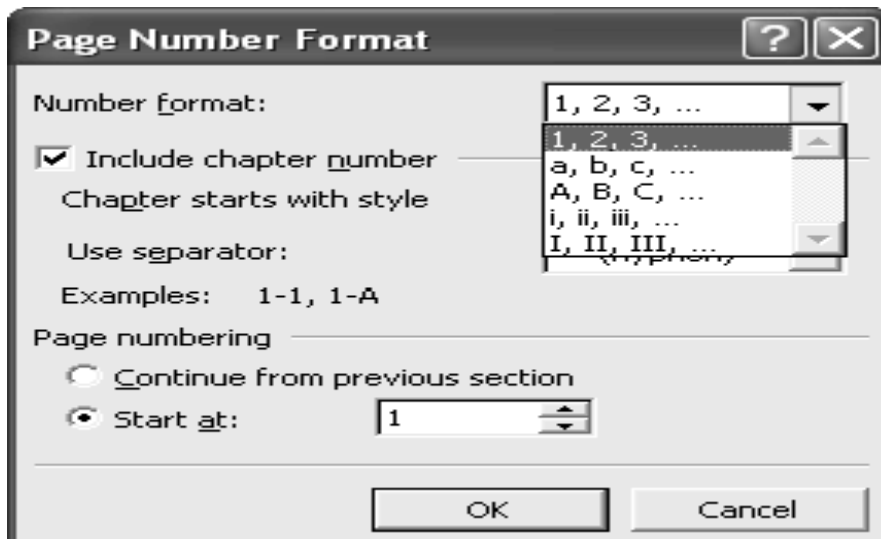 Page Number Format
Number format: 1, 2, 3, ...
1, 2, 3, ...
Include chapter number
a, b, c, ...
A, B, C, ...
Chapter starts with style
i, ii, iii, ...
I, II, III, ...
Use separator:
Examples: 1-1, 1-A
Page numbering
Continue from previous section
Start at: 1
OK Cancel